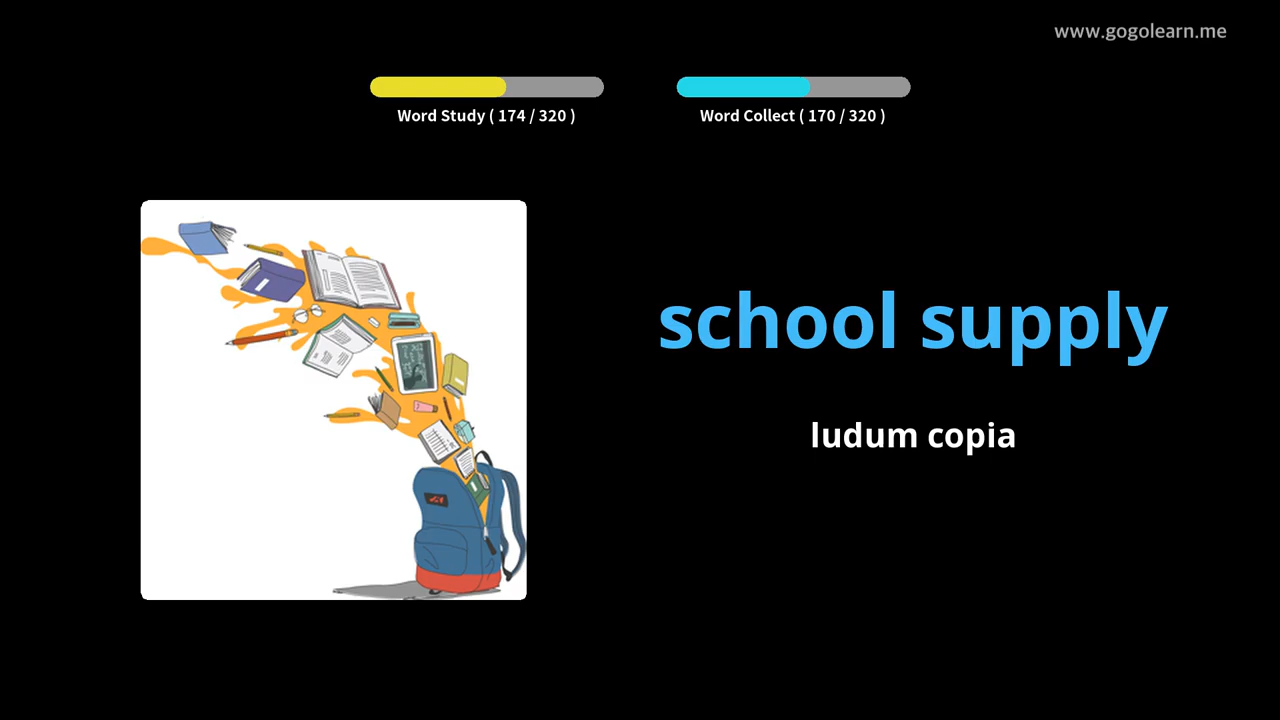 www.gogolearn.me
Word Study ( 174 / 320 )
Word Collect ( 170 / 320 )
school supply
ludum copia